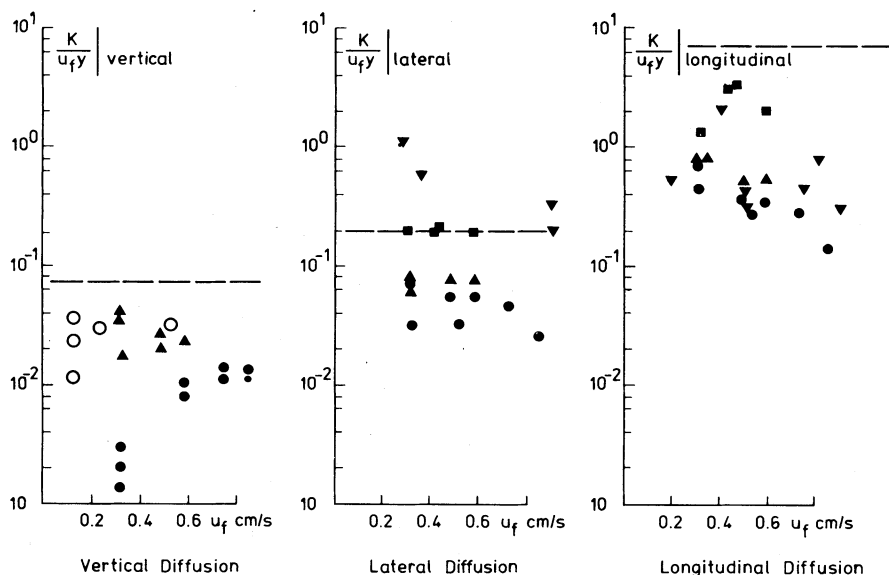 10¹ K/u_f y | vertical
10⁰
10⁻¹
10⁻²
10
0.2 0.4 0.6 u_f cm/s
Vertical Diffusion
10¹ K/u_f y | lateral
10⁰
10⁻¹
10⁻²
10
0.2 0.4 0.6 u_f cm/s
Lateral Diffusion
10¹ K/u_f y | longitudinal
10⁰
10⁻¹
10⁻²
10
0.2 0.4 0.6 u_f cm/s
Longitudinal Diffusion